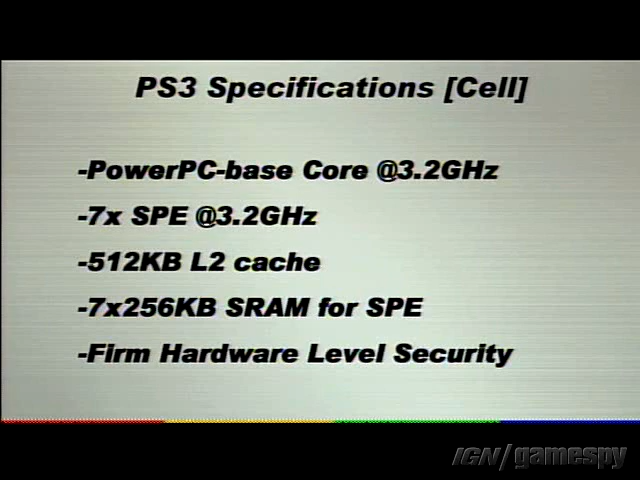 PS3 Specifications [Cell]
-PowerPC-base Core @3.2GHz
-7x SPE @3.2GHz
-512KB L2 cache
-7x256KB SRAM for SPE
-Firm Hardware Level Security
IGN/gamespy